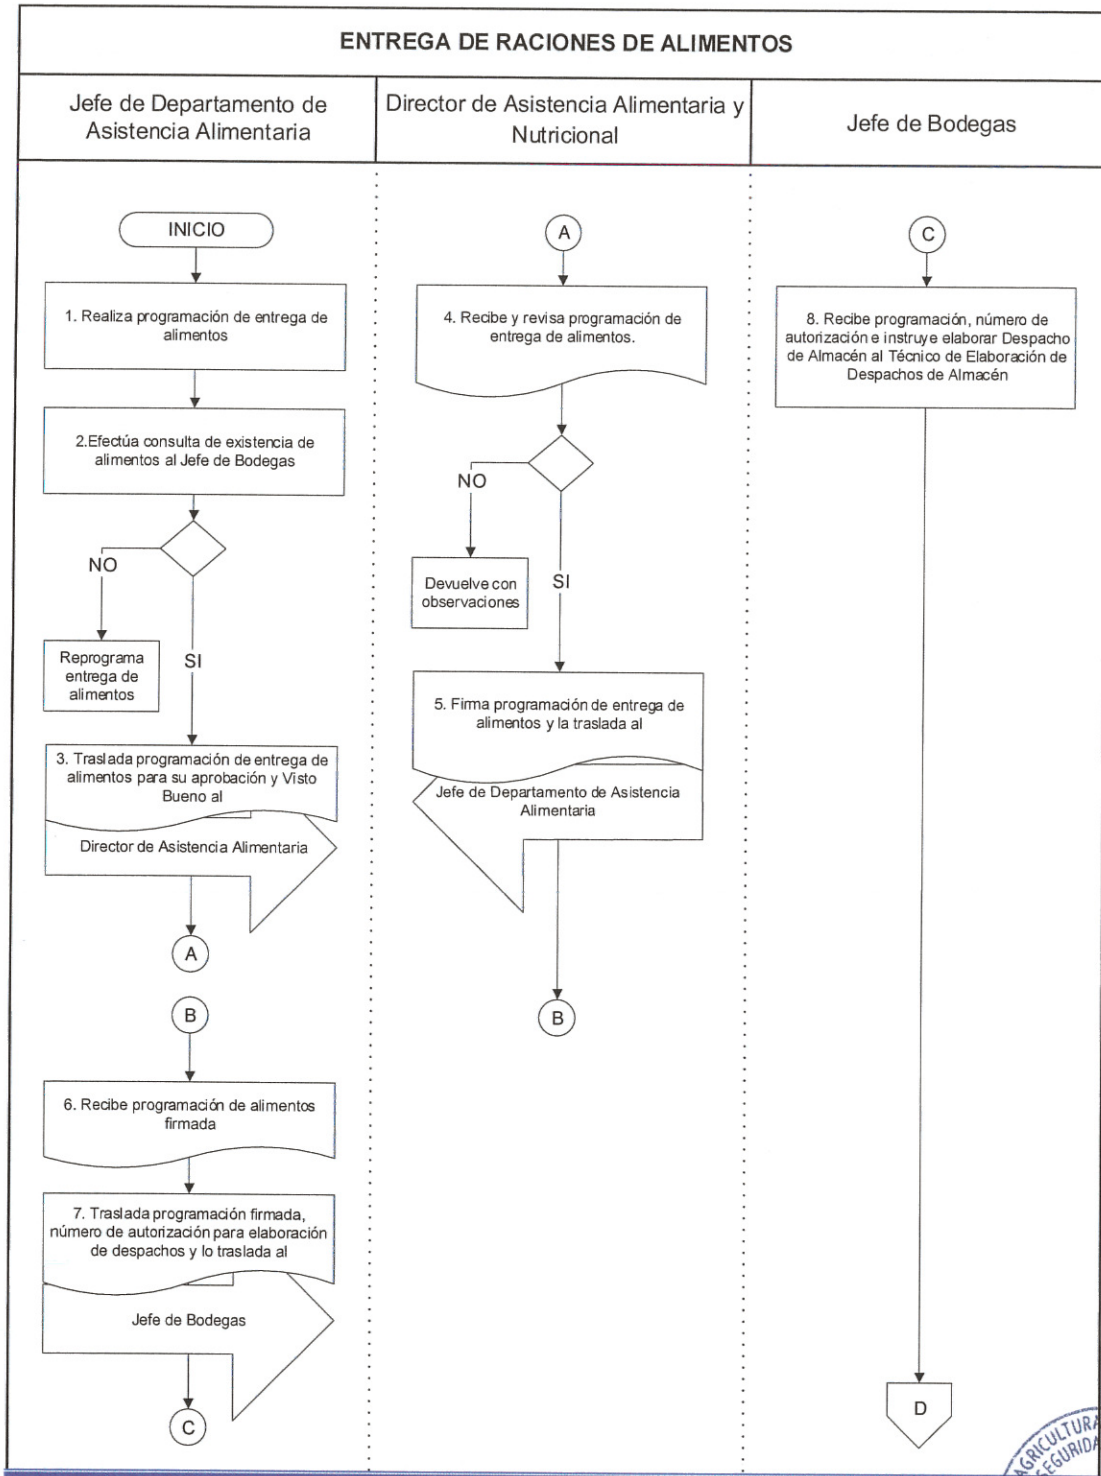 ENTREGA DE RACIONES DE ALIMENTOS
Jefe de Departamento de
Asistencia Alimentaria
Director de Asistencia Alimentaria y
Nutricional
Jefe de Bodegas
INICIO
1. Realiza programación de entrega de
alimentos
2.Efectúa consulta de existencia de
alimentos al Jefe de Bodegas
NO
SI
Reprograma
entrega de
alimentos
3. Traslada programación de entrega de
alimentos para su aprobación y Visto
Bueno al
Director de Asistencia Alimentaria
A
B
6. Recibe programación de alimentos
firmada
7. Traslada programación firmada,
número de autorización para elaboración
de despachos y lo traslada al
Jefe de Bodegas
C
A
4. Recibe y revisa programación de
entrega de alimentos.
NO
SI
Devuelve con
observaciones
5. Firma programación de entrega de
alimentos y la traslada al
Jefe de Departamento de Asistencia
Alimentaria
B
C
8. Recibe programación, número de
autorización e instruye elaborar Despacho
de Almacén al Técnico de Elaboración de
Despachos de Almacén
D
AGRICULTURA
SEGURIDA